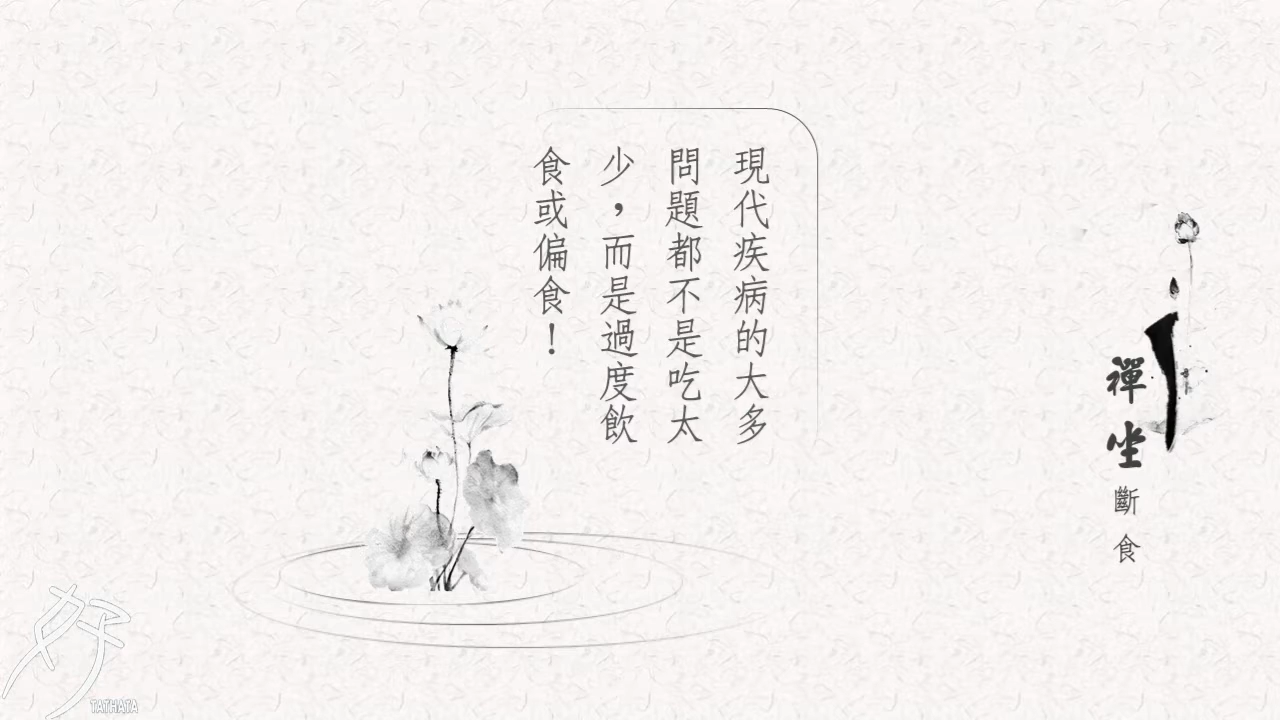 禪坐
斷食
現代疾病的大多
問題都不是吃太
少，而是過度飲
食或偏食！
TATHATA